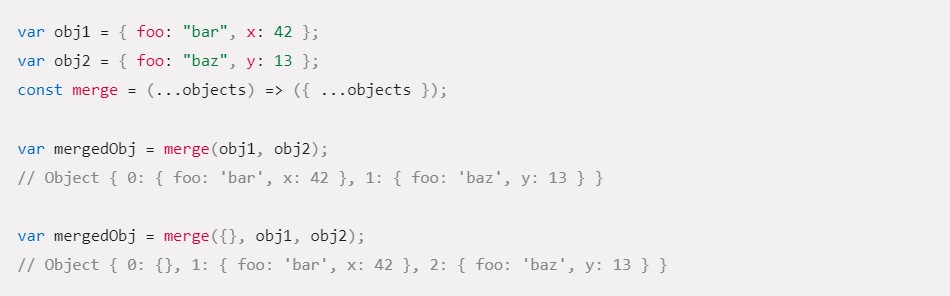 var obj1 = { foo: "bar", x: 42 };
var obj2 = { foo: "baz", y: 13 };
const merge = (...objects) => ({ ...objects });

var mergedObj = merge(obj1, obj2);
// Object { 0: { foo: 'bar', x: 42 }, 1: { foo: 'baz', y: 13 } }

var mergedObj = merge({}, obj1, obj2);
// Object { 0: {}, 1: { foo: 'bar', x: 42 }, 2: { foo: 'baz', y: 13 } }